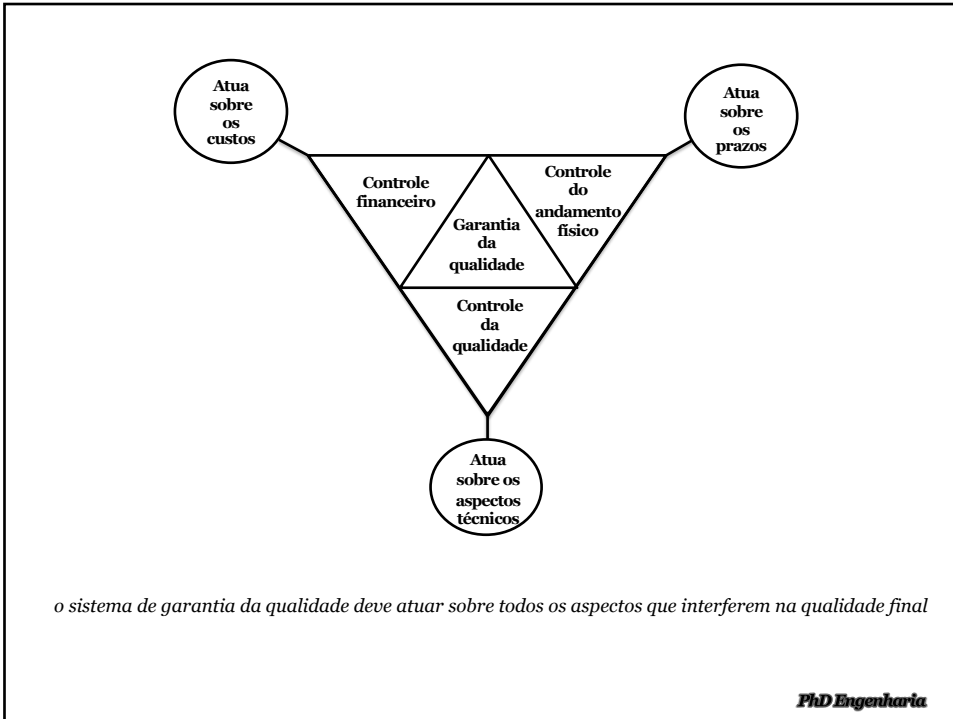 Atua
sobre
os
custos
Atua
sobre
os
prazos
Controle
financeiro
Controle
do
andamento
físico
Garantia
da
qualidade
Controle
da
qualidade
Atua
sobre os
aspectos
técnicos
o sistema de garantia da qualidade deve atuar sobre todos os aspectos que interferem na qualidade final
PhD Engenharia